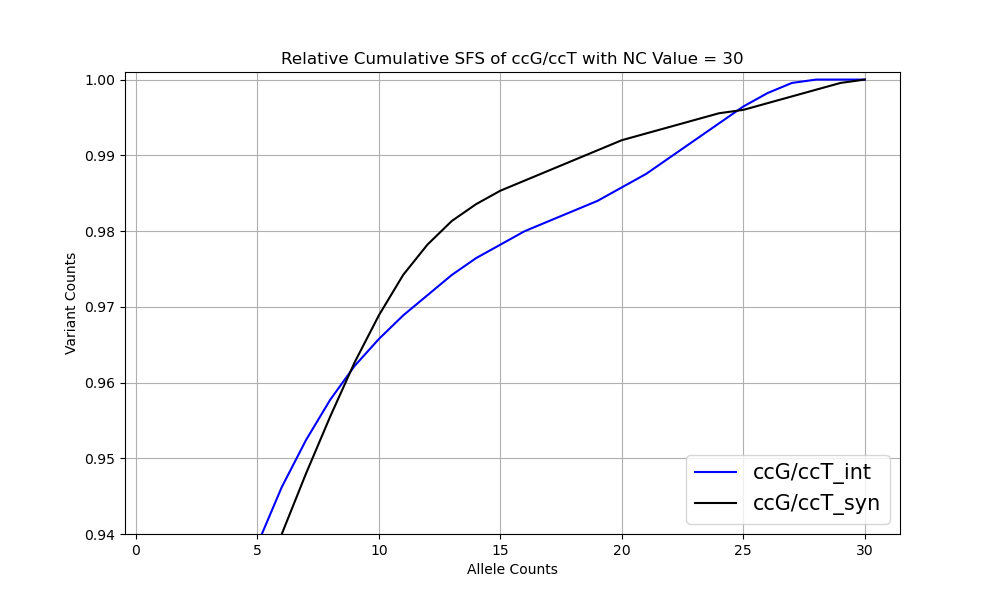 Relative Cumulative SFS of ccG/ccT with NC Value = 30
1.00
0.99
0.98
0.97
0.96
0.95
0.94
Variant Counts
0 5 10 15 20 25 30
Allele Counts
ccG/ccT_int
ccG/ccT_syn